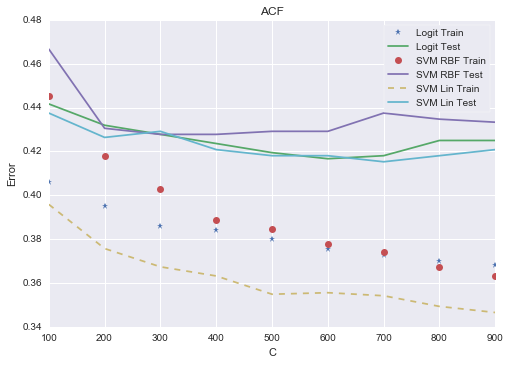 ACF
0.48
0.46
0.44
0.42
0.40
0.38
0.36
0.34
Error
Logit Train
Logit Test
SVM RBF Train
SVM RBF Test
SVM Lin Train
SVM Lin Test
100 200 300 400 500 600 700 800 900
C